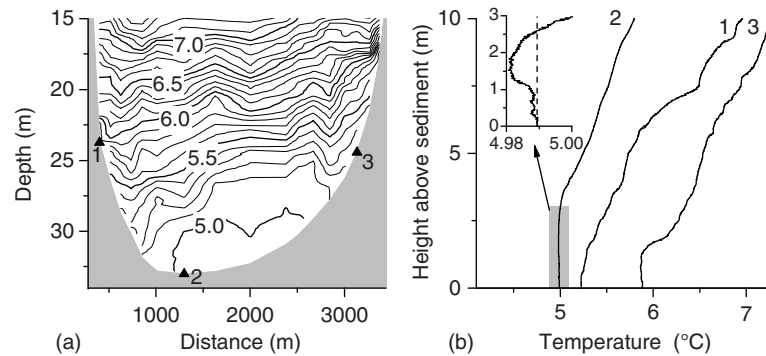 15
20
25
30
Depth (m)
7.0
6.5
6.0
5.5
5.0
1
2
3
1000 2000 3000
(a) Distance (m)
10
5
0
Height above sediment (m)
3
2
1
0
4.98 5.00
2 1 3
5 6 7
(b) Temperature (°C)